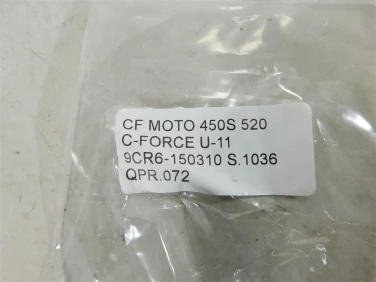 CF MOTO 450S 520
C-FORCE U-11
9CR6-150310 S.1036
QPR.072